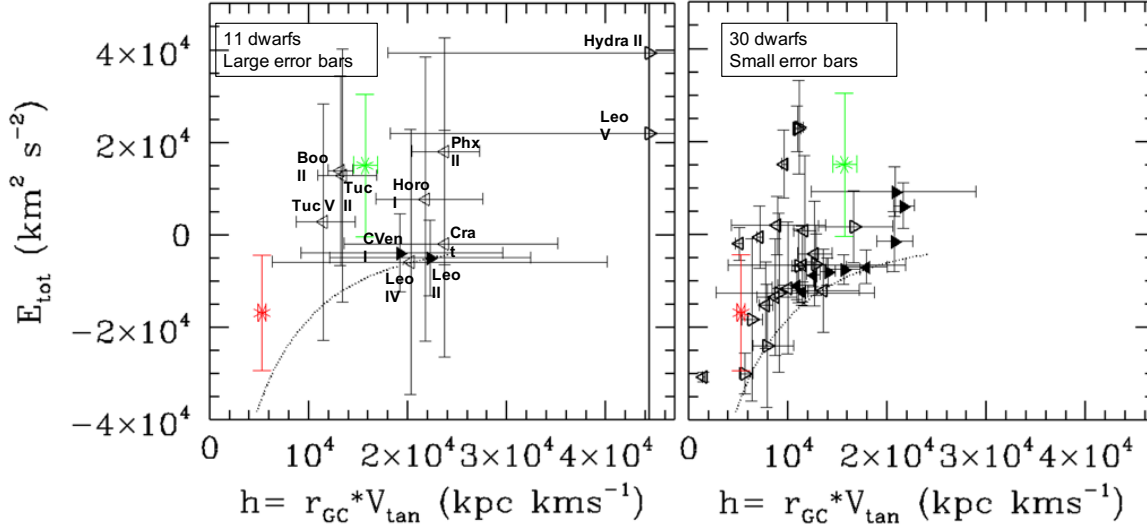 11 dwarfs
Large error bars
Hydra II
Leo
V
Boo
II
Phx
II
Tuc
II
Horo
I
Tuc V
Cra
t
CVen
I
Leo
IV
Leo
II
E_tot (km² s⁻²)
4×10⁴
2×10⁴
0
−2×10⁴
−4×10⁴
0
10⁴
2×10⁴
3×10⁴
4×10⁴
h= r_GC*V_tan (kpc kms⁻¹)
30 dwarfs
Small error bars
0
10⁴
2×10⁴
3×10⁴
4×10⁴
h= r_GC*V_tan (kpc kms⁻¹)